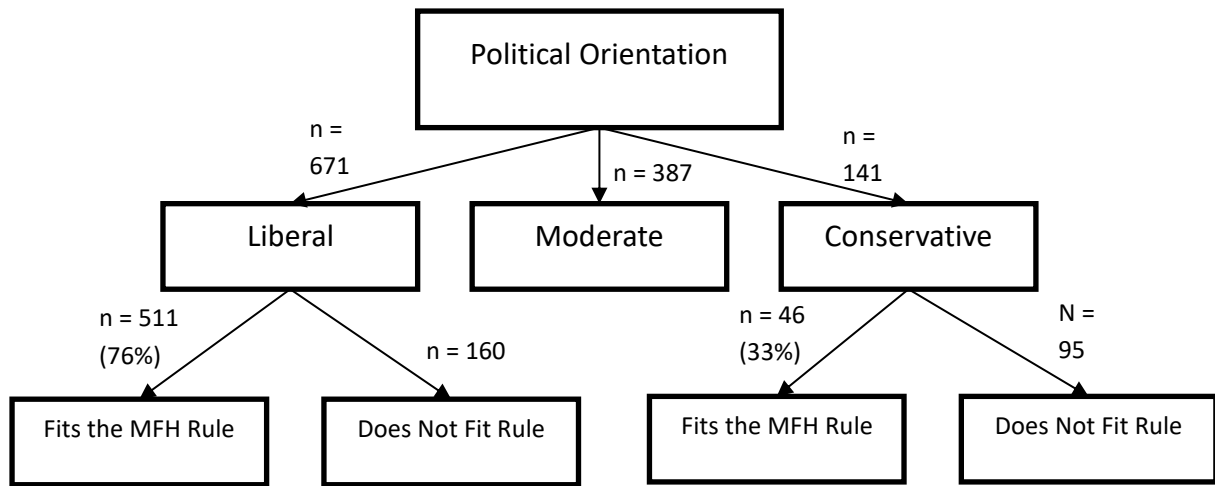 Political Orientation
n =
671
n = 387
n =
141
Liberal
Moderate
Conservative
n = 511
(76%)
n = 160
n = 46
(33%)
N =
95
Fits the MFH Rule
Does Not Fit Rule
Fits the MFH Rule
Does Not Fit Rule